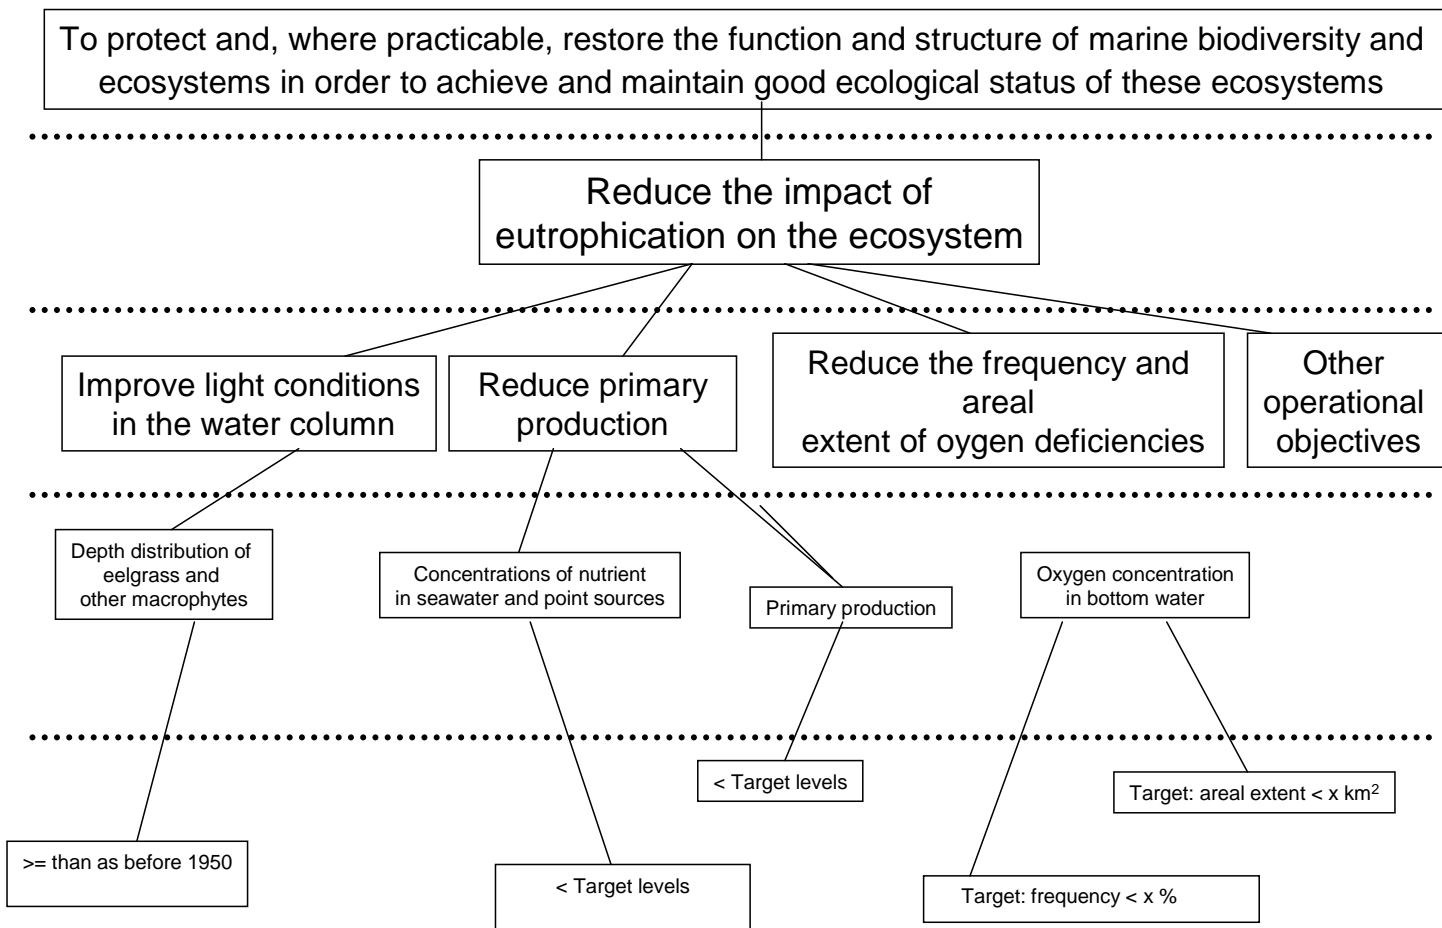 To protect and, where practicable, restore the function and structure of marine biodiversity and
ecosystems in order to achieve and maintain good ecological status of these ecosystems
Reduce the impact of
eutrophication on the ecosystem
Improve light conditions
in the water column
Reduce primary
production
Reduce the frequency and
areal
extent of oygen deficiencies
Other
operational
objectives
Depth distribution of
eelgrass and
other macrophytes
Concentrations of nutrient
in seawater and point sources
Primary production
Oxygen concentration
in bottom water
< Target levels
Target: areal extent < x km²
>= than as before 1950
< Target levels
Target: frequency < x %